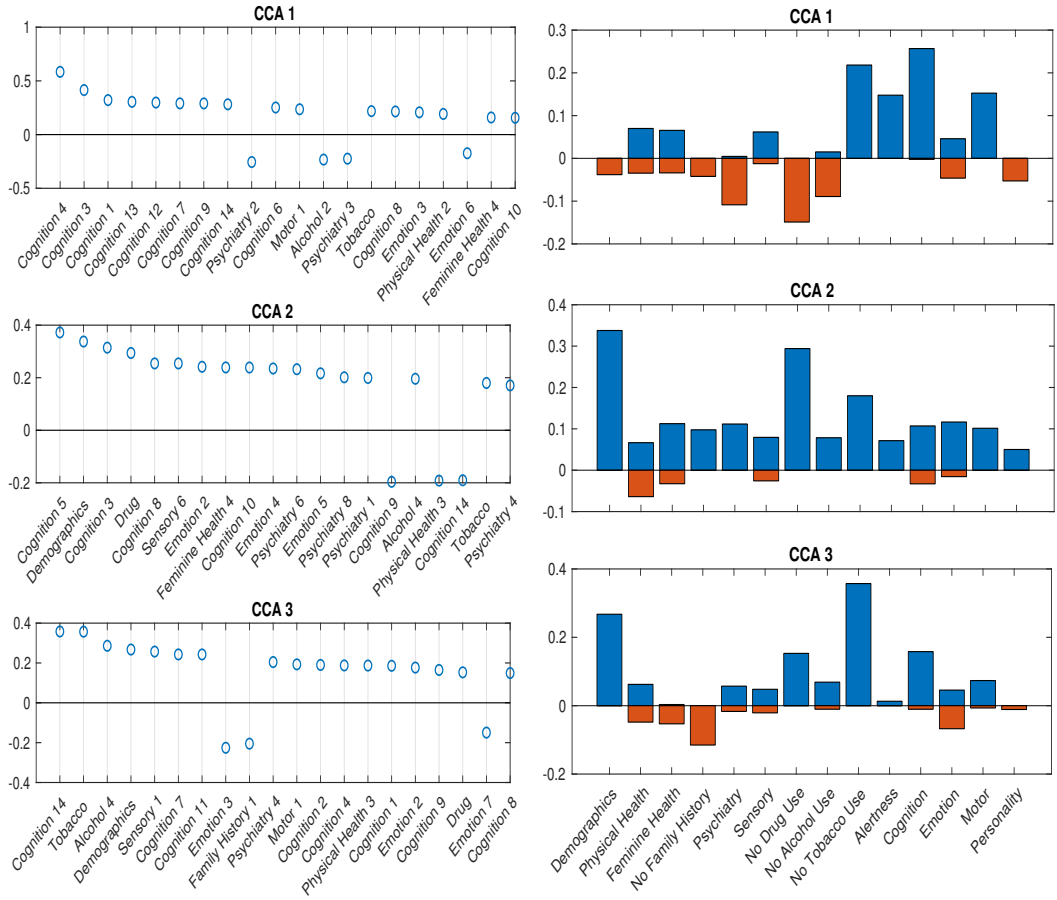 CCA 1
1
0.5
0
-0.5
Cognition 4
Cognition 3
Cognition 1
Cognition 13
Cognition 12
Cognition 7
Cognition 9
Cognition 14
Psychiatry 2
Cognition 6
Motor 1
Alcohol 2
Psychiatry 3
Tobacco
Cognition 8
Emotion 3
Physical Health 2
Emotion 6
Feminine Health 4
Cognition 10
CCA 2
0.4
0.2
0
-0.2
Cognition 5
Demographics
Cognition 3
Drug
Cognition 8
Sensory 6
Emotion 2
Feminine Health 4
Cognition 10
Emotion 4
Psychiatry 6
Emotion 5
Psychiatry 8
Psychiatry 1
Cognition 9
Alcohol 4
Physical Health 3
Cognition 14
Tobacco
Psychiatry 4
CCA 3
0.4
0.2
0
-0.2
-0.4
Cognition 14
Tobacco
Alcohol 4
Demographics
Sensory 1
Cognition 7
Cognition 11
Emotion 3
Family History 1
Psychiatry 4
Motor 1
Cognition 2
Cognition 4
Physical Health 3
Cognition 1
Emotion 2
Cognition 9
Drug
Emotion 7
Cognition 8
CCA 1
0.3
0.2
0.1
0
-0.1
-0.2
CCA 2
0.4
0.3
0.2
0.1
0
-0.1
CCA 3
0.4
0.2
0
-0.2
Demographics
Physical Health
Feminine Health
No Family History
Psychiatry
Sensory
No Drug Use
No Alcohol Use
No Tobacco Use
Alertness
Cognition
Emotion
Motor
Personality